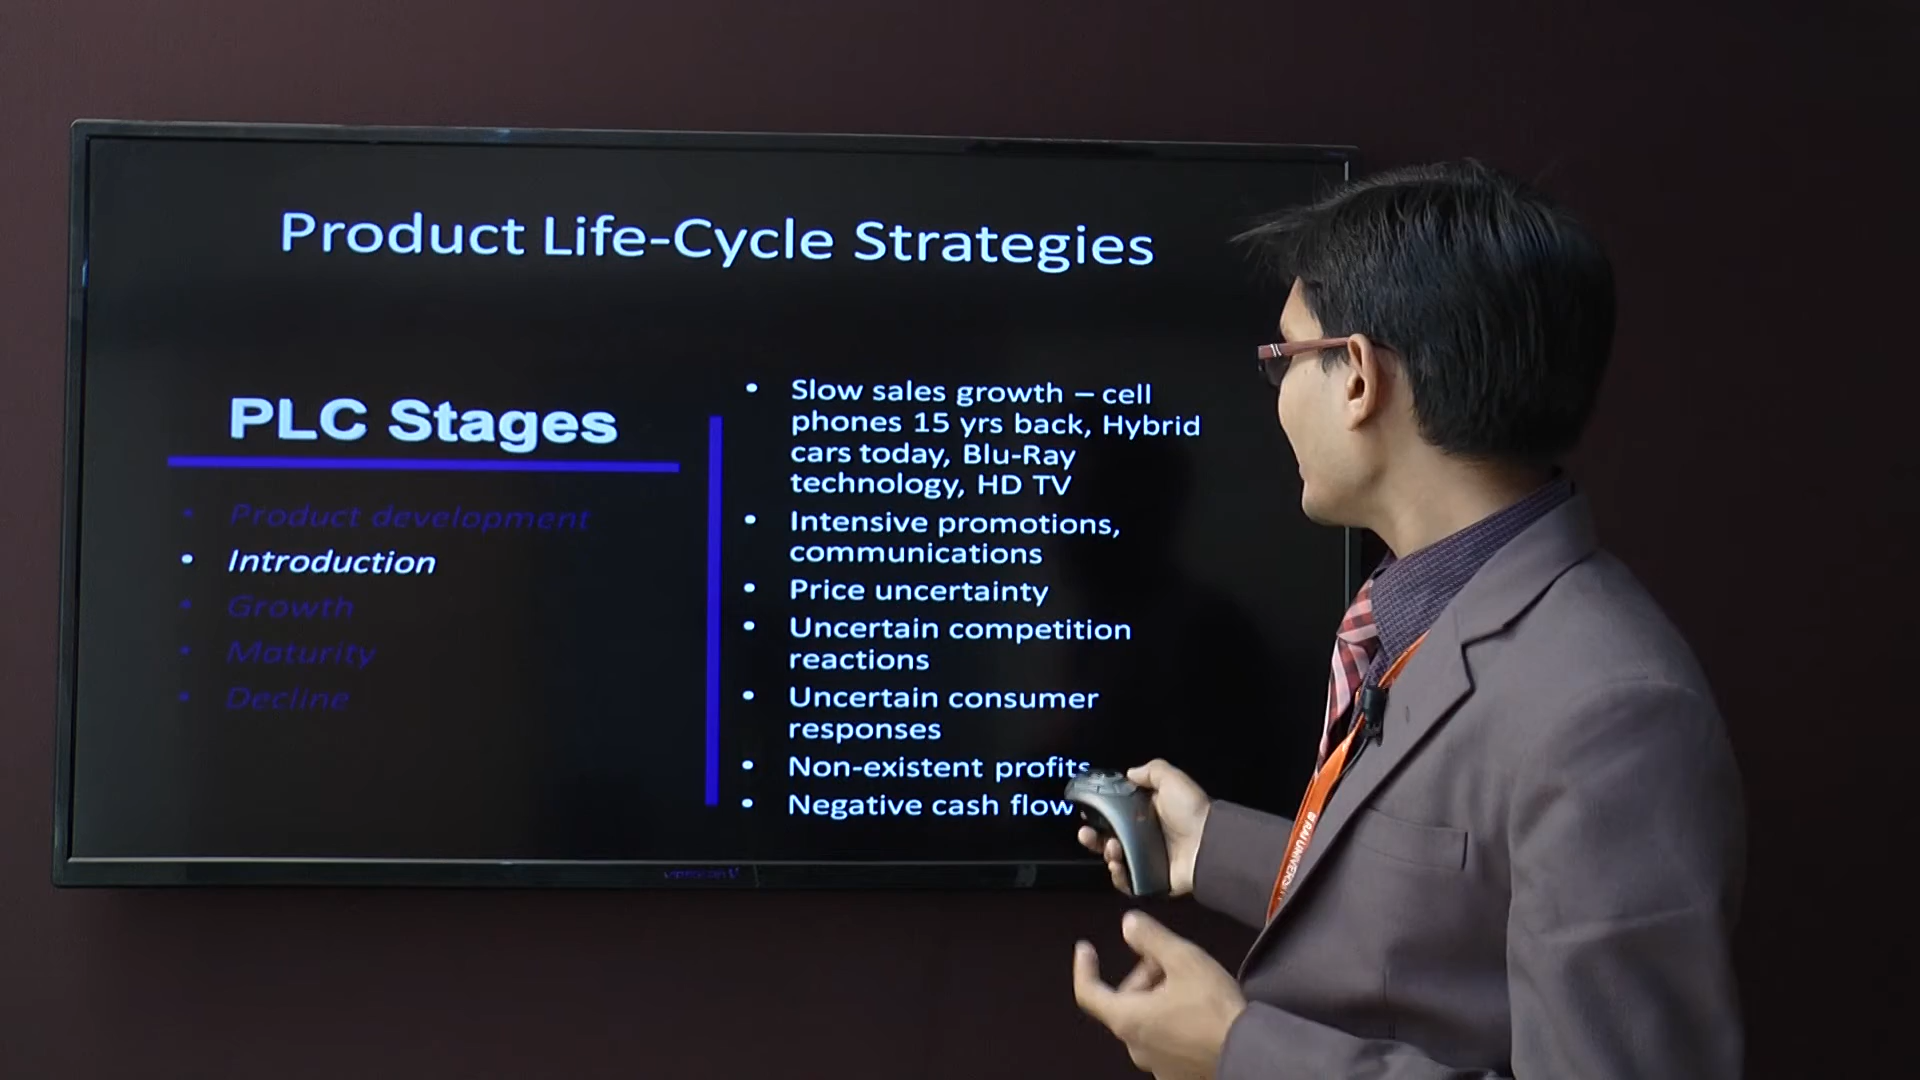 Product Life-Cycle Strategies
PLC Stages
• Product development
• Introduction
• Growth
• Maturity
• Decline
• Slow sales growth – cell
phones 15 yrs back, Hybrid
cars today, Blu-Ray
technology, HD TV
• Intensive promotions,
communications
• Price uncertainty
• Uncertain competition
reactions
• Uncertain consumer
responses
• Non-existent profits
• Negative cash flow
RAI UNIVERSITY